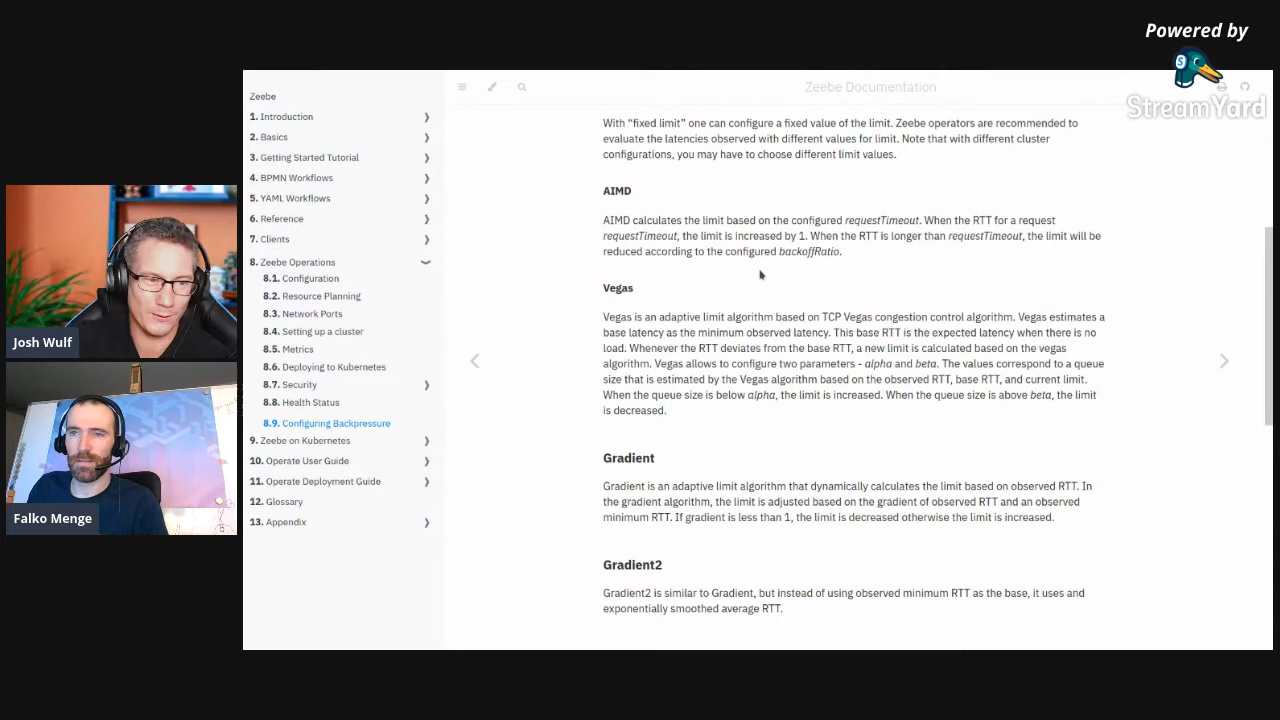 Powered by
StreamYard
Zeebe
1. Introduction
2. Basics
3. Getting Started Tutorial
4. BPMN Workflows
5. YAML Workflows
6. Reference
7. Clients
8. Zeebe Operations
8.1. Configuration
8.2. Resource Planning
8.3. Network Ports
8.4. Setting up a cluster
8.5. Metrics
8.6. Deploying to Kubernetes
8.7. Security
8.8. Health Status
8.9. Configuring Backpressure
9. Zeebe on Kubernetes
10. Operate User Guide
11. Operate Deployment Guide
12. Glossary
13. Appendix
Zeebe Documentation
With “fixed limit” one can configure a fixed value of the limit. Zeebe operators are recommended to
evaluate the latencies observed with different values for limit. Note that with different cluster
configurations, you may have to choose different limit values.
AIMD
AIMD calculates the limit based on the configured requestTimeout. When the RTT for a request
requestTimeout, the limit is increased by 1. When the RTT is longer than requestTimeout, the limit will be
reduced according to the configured backoffRatio.
Vegas
Vegas is an adaptive limit algorithm based on TCP Vegas congestion control algorithm. Vegas estimates a
base latency as the minimum observed latency. This base RTT is the expected latency when there is no
load. Whenever the RTT deviates from the base RTT, a new limit is calculated based on the vegas
algorithm. Vegas allows to configure two parameters - alpha and beta. The values correspond to a queue
size that is estimated by the Vegas algorithm based on the observed RTT, base RTT, and current limit.
When the queue size is below alpha, the limit is increased. When the queue size is above beta, the limit
is decreased.
Gradient
Gradient is an adaptive limit algorithm that dynamically calculates the limit based on observed RTT. In
the gradient algorithm, the limit is adjusted based on the gradient of observed RTT and an observed
minimum RTT. If gradient is less than 1, the limit is decreased otherwise the limit is increased.
Gradient2
Gradient2 is similar to Gradient, but instead of using observed minimum RTT as the base, it uses and
exponentially smoothed average RTT.
Josh Wulf
Falko Menge